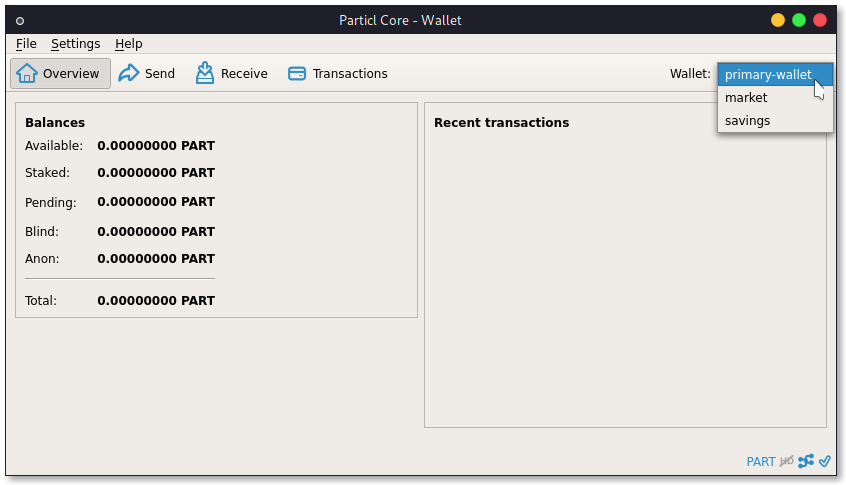 Particl Core - Wallet
File Settings Help
Overview Send Receive Transactions Wallet: primary-wallet
market
savings
Balances
Available: 0.00000000 PART
Staked: 0.00000000 PART
Pending: 0.00000000 PART
Blind: 0.00000000 PART
Anon: 0.00000000 PART
Total: 0.00000000 PART
Recent transactions
PART HD